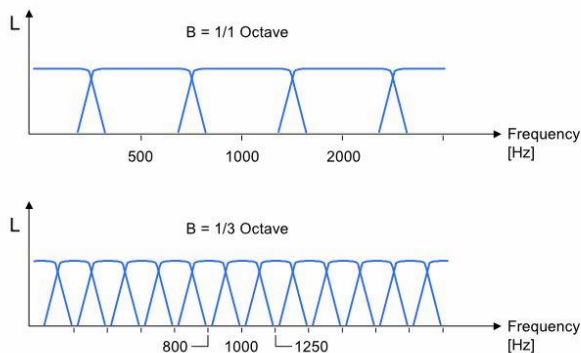 L
B = 1/1 Octave
Frequency
[Hz]
500 1000 2000
L
B = 1/3 Octave
Frequency
[Hz]
800 1000 1250